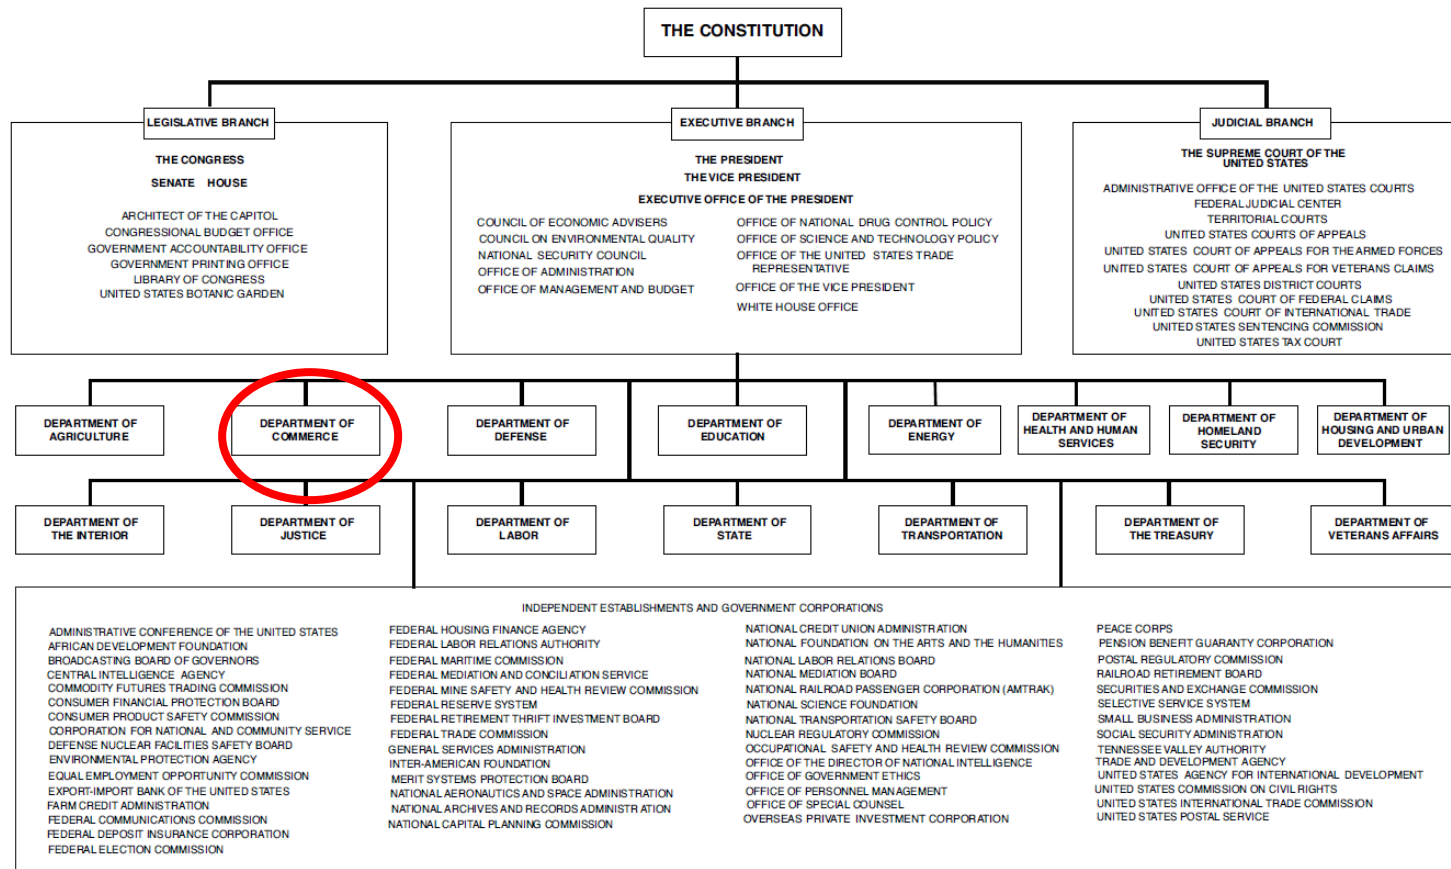 THE CONSTITUTION
LEGISLATIVE BRANCH
THE CONGRESS
SENATE HOUSE
ARCHITECT OF THE CAPITOL
CONGRESSIONAL BUDGET OFFICE
GOVERNMENT ACCOUNTABILITY OFFICE
GOVERNMENT PRINTING OFFICE
LIBRARY OF CONGRESS
UNITED STATES BOTANIC GARDEN
EXECUTIVE BRANCH
THE PRESIDENT
THE VICE PRESIDENT
EXECUTIVE OFFICE OF THE PRESIDENT
COUNCIL OF ECONOMIC ADVISERS
COUNCIL ON ENVIRONMENTAL QUALITY
NATIONAL SECURITY COUNCIL
OFFICE OF ADMINISTRATION
OFFICE OF MANAGEMENT AND BUDGET
OFFICE OF NATIONAL DRUG CONTROL POLICY
OFFICE OF SCIENCE AND TECHNOLOGY POLICY
OFFICE OF THE UNITED STATES TRADE
REPRESENTATIVE
OFFICE OF THE VICE PRESIDENT
WHITE HOUSE OFFICE
JUDICIAL BRANCH
THE SUPREME COURT OF THE
UNITED STATES
ADMINISTRATIVE OFFICE OF THE UNITED STATES COURTS
FEDERAL JUDICIAL CENTER
TERRITORIAL COURTS
UNITED STATES COURTS OF APPEALS
UNITED STATES COURT OF APPEALS FOR THE ARMED FORCES
UNITED STATES COURT OF APPEALS FOR VETERANS CLAIMS
UNITED STATES DISTRICT COURTS
UNITED STATES COURT OF FEDERAL CLAIMS
UNITED STATES COURT OF INTERNATIONAL TRADE
UNITED STATES SENTENCING COMMISSION
UNITED STATES TAX COURT
DEPARTMENT OF
AGRICULTURE
DEPARTMENT OF
COMMERCE
DEPARTMENT OF
DEFENSE
DEPARTMENT OF
EDUCATION
DEPARTMENT OF
ENERGY
DEPARTMENT OF
HEALTH AND HUMAN
SERVICES
DEPARTMENT OF
HOMELAND
SECURITY
DEPARTMENT OF
HOUSING AND URBAN
DEVELOPMENT
DEPARTMENT OF
THE INTERIOR
DEPARTMENT OF
JUSTICE
DEPARTMENT OF
LABOR
DEPARTMENT OF
STATE
DEPARTMENT OF
TRANSPORTATION
DEPARTMENT OF
THE TREASURY
DEPARTMENT OF
VETERANS AFFAIRS
INDEPENDENT ESTABLISHMENTS AND GOVERNMENT CORPORATIONS
ADMINISTRATIVE CONFERENCE OF THE UNITED STATES
AFRICAN DEVELOPMENT FOUNDATION
BROADCASTING BOARD OF GOVERNORS
CENTRAL INTELLIGENCE AGENCY
COMMODITY FUTURES TRADING COMMISSION
CONSUMER FINANCIAL PROTECTION BOARD
CONSUMER PRODUCT SAFETY COMMISSION
CORPORATION FOR NATIONAL AND COMMUNITY SERVICE
DEFENSE NUCLEAR FACILITIES SAFETY BOARD
ENVIRONMENTAL PROTECTION AGENCY
EQUAL EMPLOYMENT OPPORTUNITY COMMISSION
EXPORT-IMPORT BANK OF THE UNITED STATES
FARM CREDIT ADMINISTRATION
FEDERAL COMMUNICATIONS COMMISSION
FEDERAL DEPOSIT INSURANCE CORPORATION
FEDERAL ELECTION COMMISSION
FEDERAL HOUSING FINANCE AGENCY
FEDERAL LABOR RELATIONS AUTHORITY
FEDERAL MARITIME COMMISSION
FEDERAL MEDIATION AND CONCILIATION SERVICE
FEDERAL MINE SAFETY AND HEALTH REVIEW COMMISSION
FEDERAL RESERVE SYSTEM
FEDERAL RETIREMENT THRIFT INVESTMENT BOARD
FEDERAL TRADE COMMISSION
GENERAL SERVICES ADMINISTRATION
INTER-AMERICAN FOUNDATION
MERIT SYSTEMS PROTECTION BOARD
NATIONAL AERONAUTICS AND SPACE ADMINISTRATION
NATIONAL ARCHIVES AND RECORDS ADMINISTRATION
NATIONAL CAPITAL PLANNING COMMISSION
NATIONAL CREDIT UNION ADMINISTRATION
NATIONAL FOUNDATION ON THE ARTS AND THE HUMANITIES
NATIONAL LABOR RELATIONS BOARD
NATIONAL MEDIATION BOARD
NATIONAL RAILROAD PASSENGER CORPORATION (AMTRAK)
NATIONAL SCIENCE FOUNDATION
NATIONAL TRANSPORTATION SAFETY BOARD
NUCLEAR REGULATORY COMMISSION
OCCUPATIONAL SAFETY AND HEALTH REVIEW COMMISSION
OFFICE OF THE DIRECTOR OF NATIONAL INTELLIGENCE
OFFICE OF GOVERNMENT ETHICS
OFFICE OF PERSONNEL MANAGEMENT
OFFICE OF SPECIAL COUNSEL
OVERSEAS PRIVATE INVESTMENT CORPORATION
PEACE CORPS
PENSION BENEFIT GUARANTY CORPORATION
POSTAL REGULATORY COMMISSION
RAILROAD RETIREMENT BOARD
SECURITIES AND EXCHANGE COMMISSION
SELECTIVE SERVICE SYSTEM
SMALL BUSINESS ADMINISTRATION
SOCIAL SECURITY ADMINISTRATION
TENNESSEE VALLEY AUTHORITY
TRADE AND DEVELOPMENT AGENCY
UNITED STATES AGENCY FOR INTERNATIONAL DEVELOPMENT
UNITED STATES COMMISSION ON CIVIL RIGHTS
UNITED STATES INTERNATIONAL TRADE COMMISSION
UNITED STATES POSTAL SERVICE